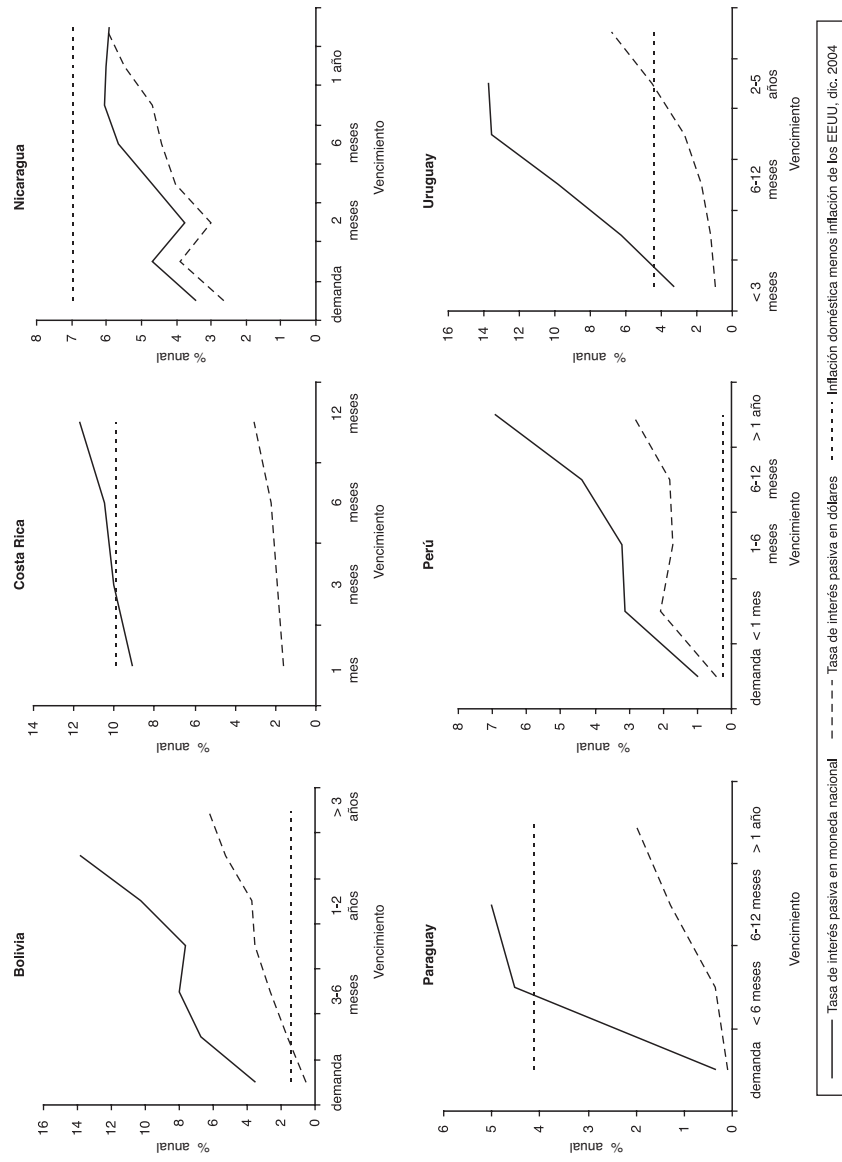 Bolivia
% anual
16
14
12
10
8
6
4
2
0
demanda
3-6
meses
1-2
años
> 3
años
Vencimiento
Costa Rica
% anual
14
12
10
8
6
4
2
0
1
mes
3
meses
6
meses
12
meses
Vencimiento
Nicaragua
% anual
8
7
6
5
4
3
2
1
0
demanda
2
meses
6
meses
1 año
Vencimiento
Paraguay
% anual
6
5
4
3
2
1
0
demanda
< 6 meses
6-12 meses
> 1 año
Vencimiento
Perú
% anual
8
7
6
5
4
3
2
1
0
demanda
< 1 mes
1-6
meses
6-12
meses
> 1 año
Vencimiento
Uruguay
% anual
16
14
12
10
8
6
4
2
0
< 3
meses
6-12
meses
2-5
años
Vencimiento
Tasa de interés pasiva en moneda nacional
Tasa de interés pasiva en dólares
Inflación doméstica menos inflación de los EEUU, dic. 2004